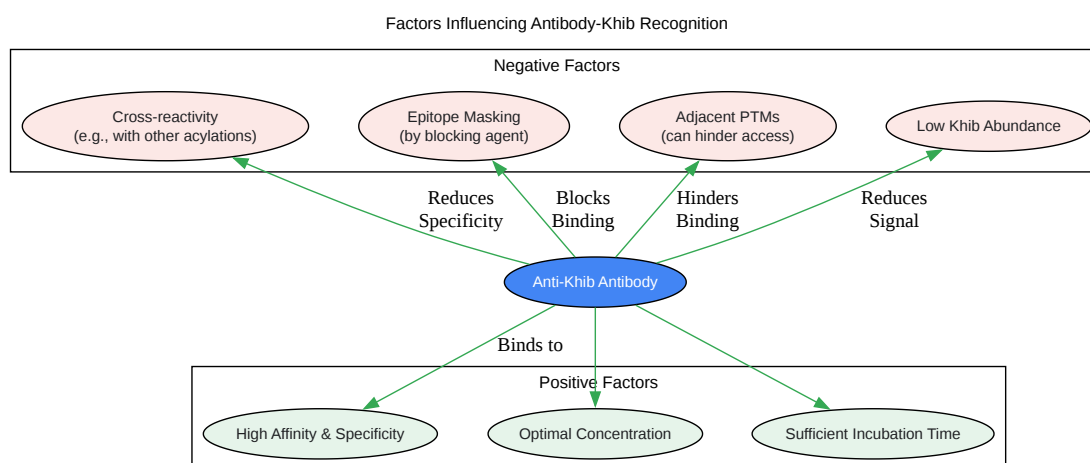 Factors Influencing Antibody-Khib Recognition
Negative Factors
Cross-reactivity
(e.g., with other acylations)
Epitope Masking
(by blocking agent)
Adjacent PTMs
(can hinder access)
Low Khib Abundance
Reduces
Specificity
Blocks
Binding
Hinders
Binding
Reduces
Signal
Anti-Khib Antibody
Binds to
Positive Factors
High Affinity & Specificity
Optimal Concentration
Sufficient Incubation Time